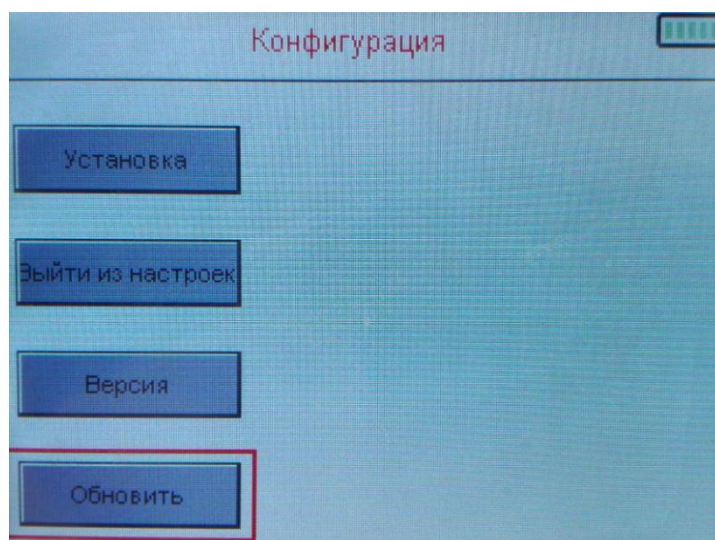 Конфигурация
Установка
Выйти из настроек
Версия
Обновить